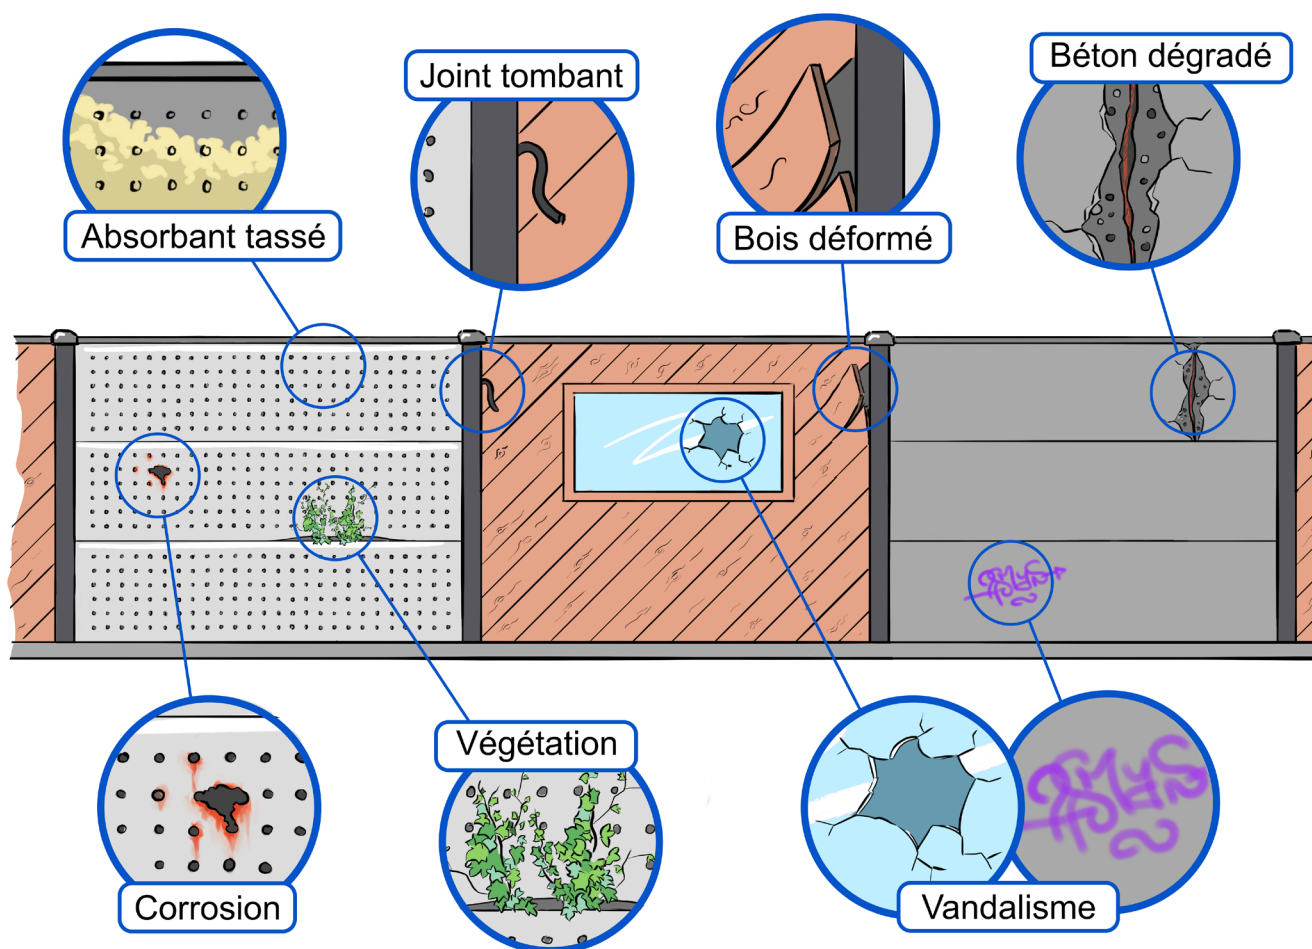 Absorbant tassé
Joint tombant
Bois déformé
Béton dégradé
Corrosion
Végétation
Vandalisme